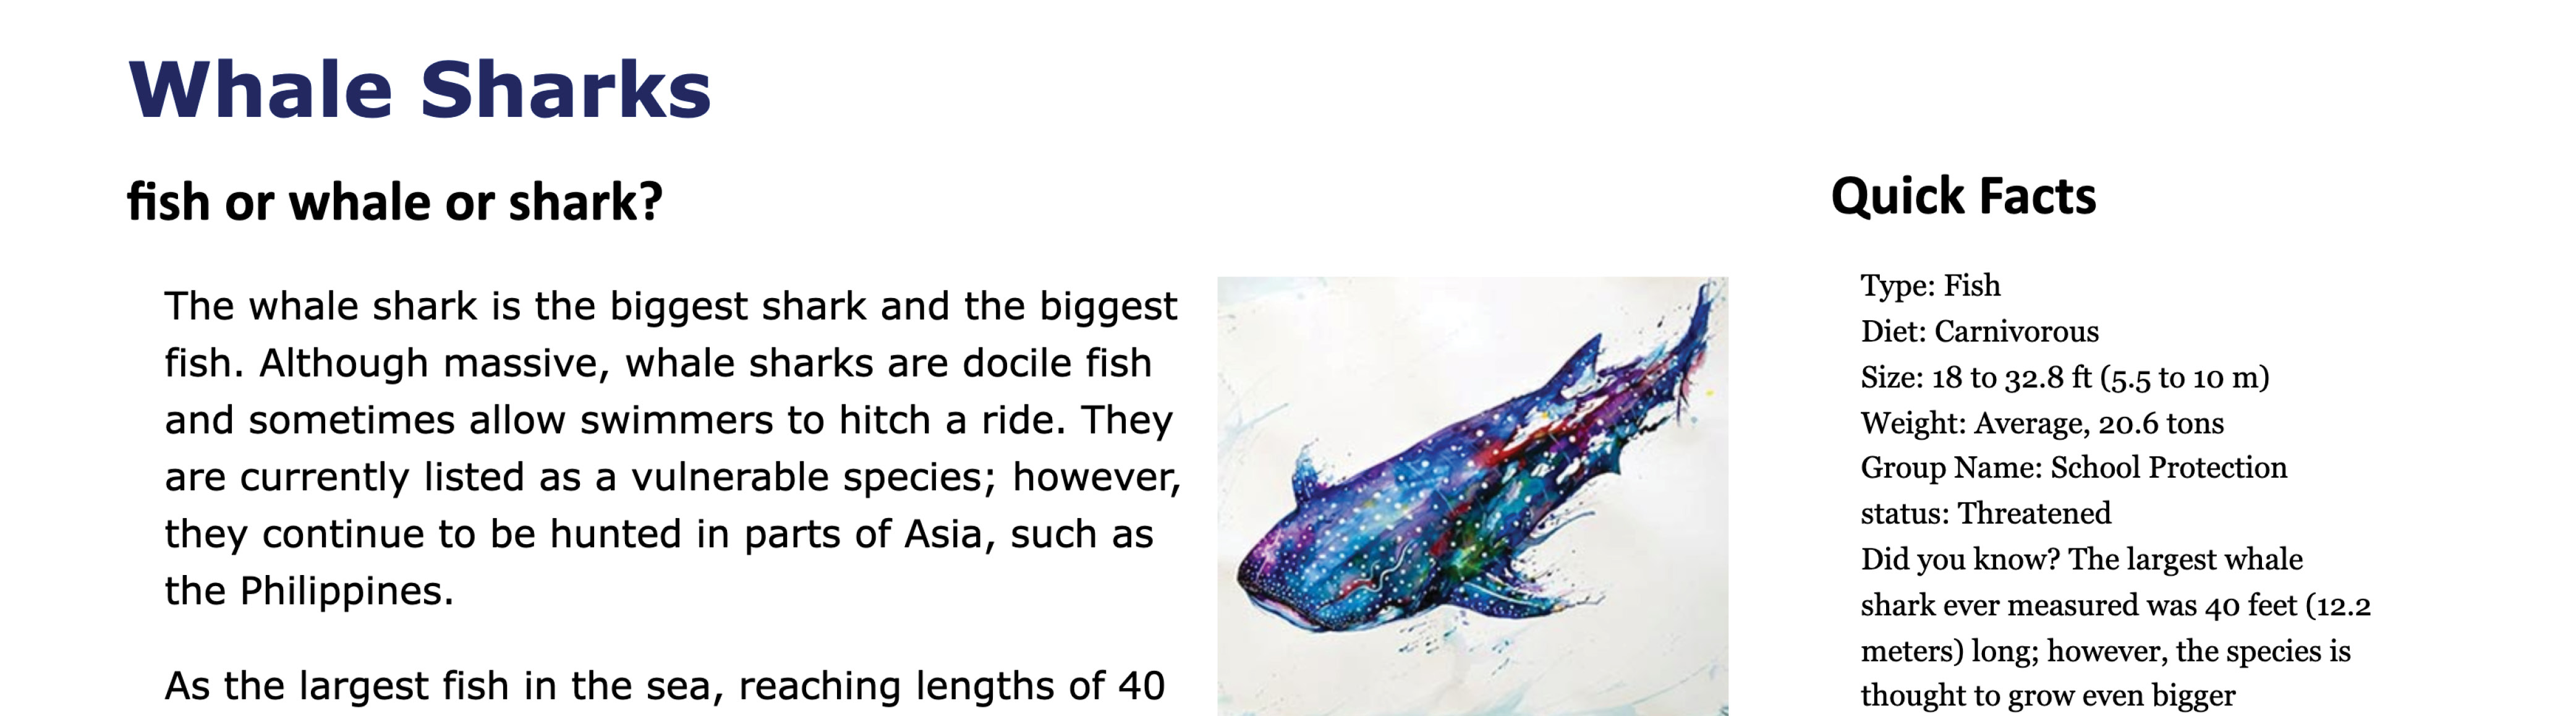 Whale Sharks
fish or whale or shark?
The whale shark is the biggest shark and the biggest
fish. Although massive, whale sharks are docile fish
and sometimes allow swimmers to hitch a ride. They
are currently listed as a vulnerable species; however,
they continue to be hunted in parts of Asia, such as
the Philippines.
As the largest fish in the sea, reaching lengths of 40
Quick Facts
Type: Fish
Diet: Carnivorous
Size: 18 to 32.8 ft (5.5 to 10 m)
Weight: Average, 20.6 tons
Group Name: School Protection
status: Threatened
Did you know? The largest whale
shark ever measured was 40 feet (12.2
meters) long; however, the species is
thought to grow even bigger